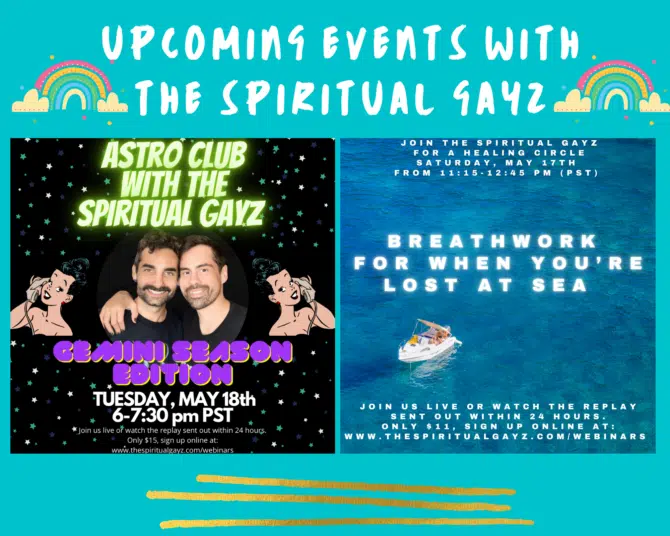 UPCOMING EVENTS WITH
THE SPIRITUAL GAYZ
ASTRO CLUB
WITH THE
SPIRITUAL GAYZ
GEMINI SEASON
EDITION
TUESDAY, MAY 18th
6-7:30 pm PST
Join us live or watch the replay sent out within 24 hours.
Only $15, sign up online at:
www.thespiritualgayz.com/webinars
JOIN THE SPIRITUAL GAYZ
FOR A HEALING CIRCLE
SATURDAY, MAY 17TH
FROM 11:15-12:45 PM (PST)
BREATHWORK
FOR WHEN YOU'RE
LOST AT SEA
JOIN US LIVE OR WATCH THE REPLAY
SENT OUT WITHIN 24 HOURS.
ONLY $11, SIGN UP ONLINE AT:
WWW.THESPIRITUALGAYZ.COM/WEBINARS